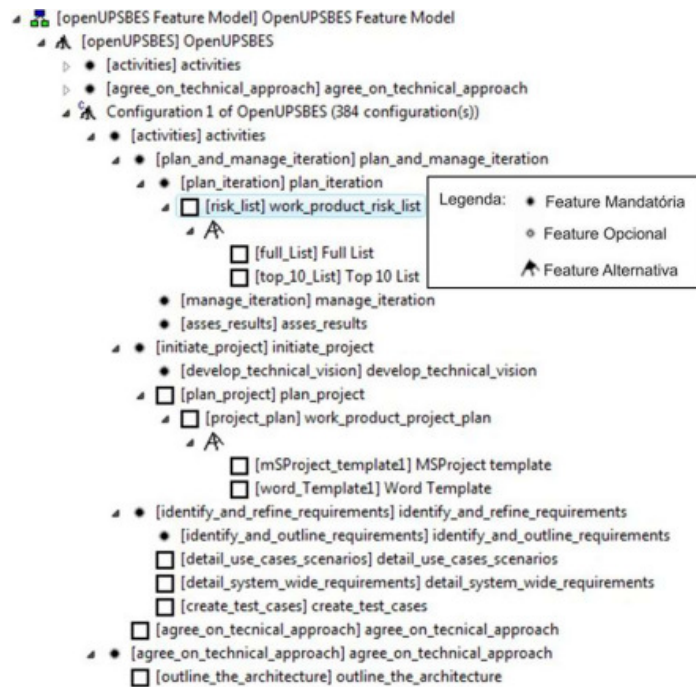 [openUPSBES Feature Model] OpenUPSBES Feature Model
[openUPSBES] OpenUPSBES
[activities] activities
[agree_on_technical_approach] agree_on_technical_approach
Configuration 1 of OpenUPSBES (384 configuration(s))
[activities] activities
[plan_and_manage_iteration] plan_and_manage_iteration
[plan_iteration] plan_iteration
[risk_list] work_product_risk_list
[full_List] Full List
[top_10_List] Top 10 List
[manage_iteration] manage_iteration
[asses_results] asses_results
[initiate_project] initiate_project
[develop_technical_vision] develop_technical_vision
[plan_project] plan_project
[project_plan] work_product_project_plan
[mSProject_template1] MSProject template
[word_Template1] Word Template
[identify_and_refine_requirements] identify_and_refine_requirements
[identify_and_outline_requirements] identify_and_outline_requirements
[detail_use_cases_scenarios] detail_use_cases_scenarios
[detail_system_wide_requirements] detail_system_wide_requirements
[create_test_cases] create_test_cases
[agree_on_tecnical_approach] agree_on_tecnical_approach
[agree_on_technical_approach] agree_on_technical_approach
[outline_the_architecture] outline_the_architecture
Legenda:
Feature Mandatória
Feature Opcional
Feature Alternativa